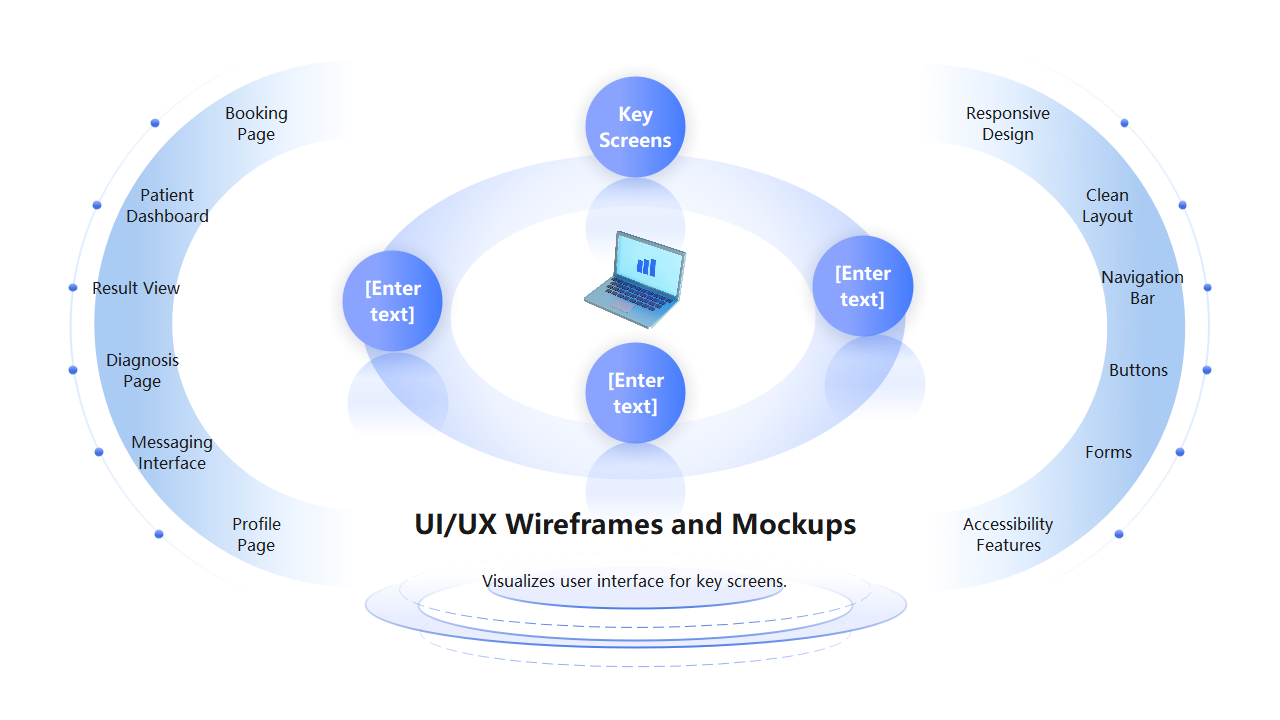 Booking
Page
Patient
Dashboard
Result View
Diagnosis
Page
Messaging
Interface
Profile
Page
Key
Screens
[Enter
text]
[Enter
text]
[Enter
text]
UI/UX Wireframes and Mockups
Visualizes user interface for key screens.
Responsive
Design
Clean
Layout
Navigation
Bar
Buttons
Forms
Accessibility
Features